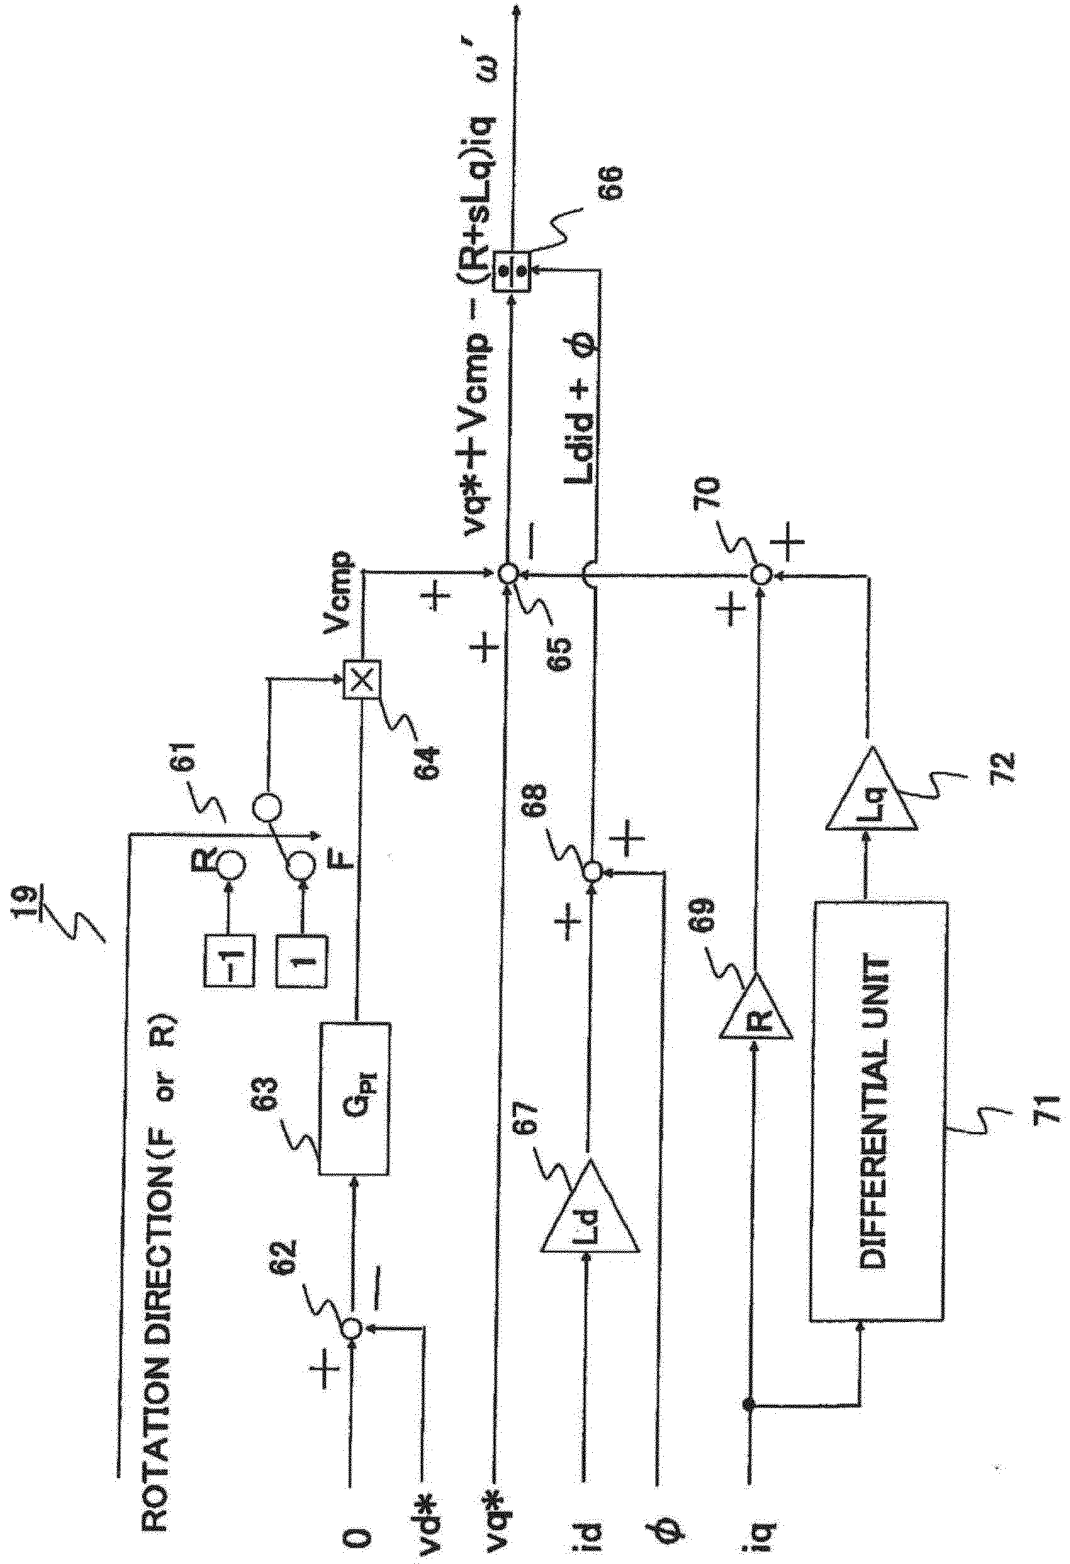 19
ROTATION DIRECTION(F or R)
61
R
F
-1
1
0
+
−
62
63
GPI
×
64
Vcmp
vd*
vq*
+
+
−
65
vq*+Vcmp−(R+sLq)iq
÷
66
ω′
id
Ld
67
+
+
68
Ldid + ϕ
ϕ
iq
R
69
+
+
70
DIFFERENTIAL UNIT
71
Lq
72